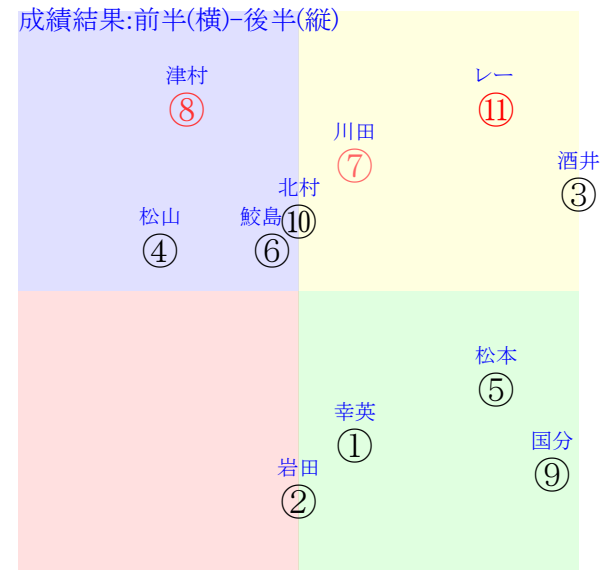 成績結果:前半(横)-後半(縦)
津村
⑧
レー
⑪
川田
⑦
酒井
③
北村
⑩
松山
④
鮫島
⑥
松本
⑤
幸英
①
国分
⑨
岩田
②